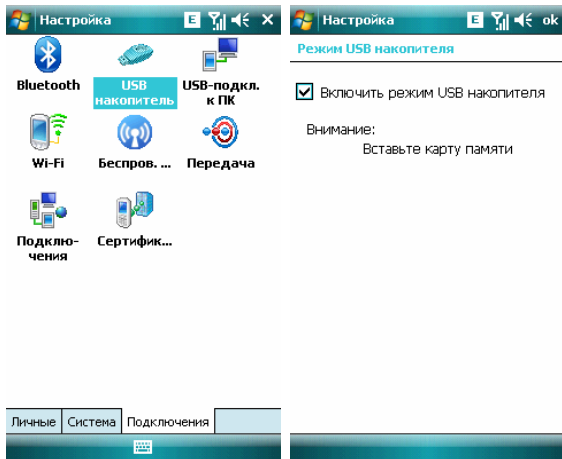 Настройка
E
Bluetooth
USB
накопитель
USB-подкл.
к ПК
Wi-Fi
Беспров. ...
Передача
Подклю-
чения
Сертифик...
Личные
Система
Подключения
Настройка
E
ok
Режим USB накопителя
Включить режим USB накопителя
Внимание:
Вставьте карту памяти